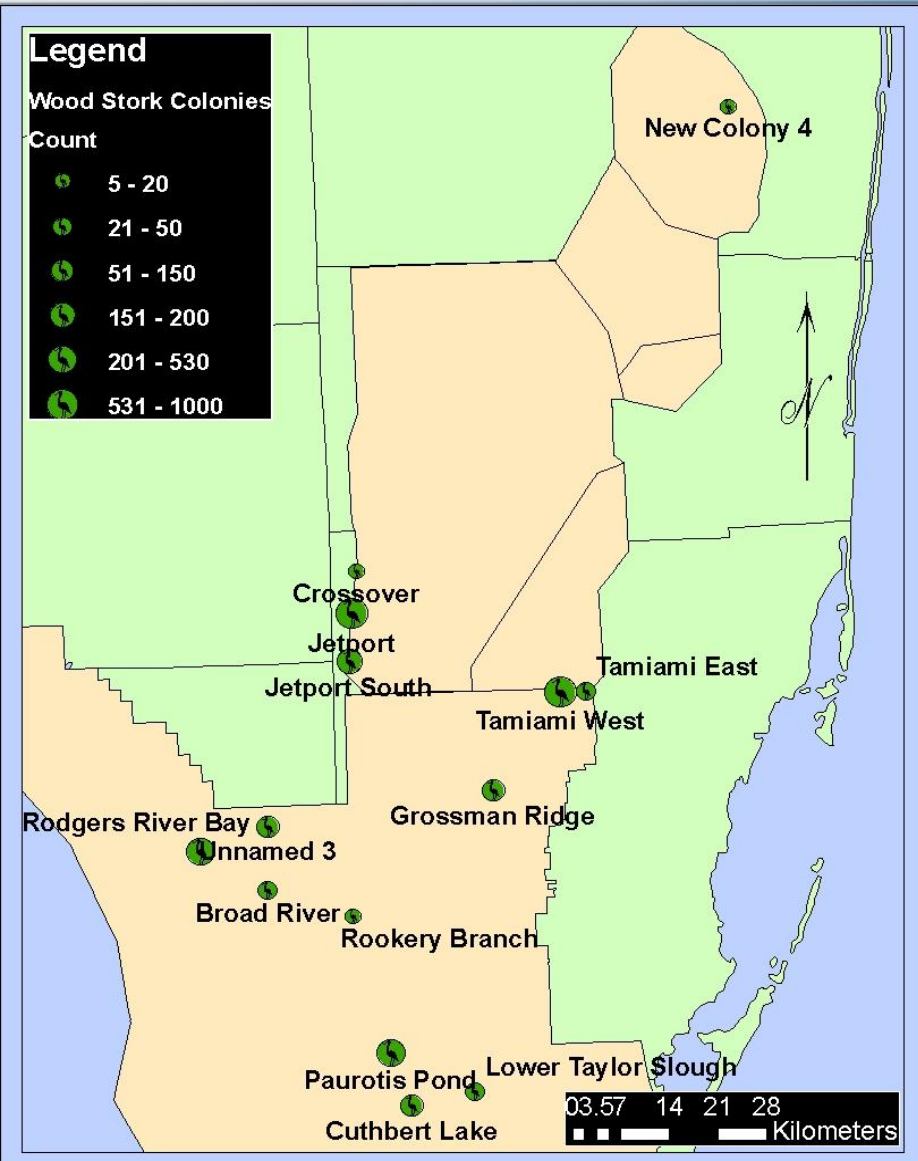 Legend
Wood Stork Colonies
Count
5 - 20
21 - 50
51 - 150
151 - 200
201 - 530
531 - 1000
New Colony 4
N
Crossover
Jetport
Jetport South
Tamiami East
Tamiami West
Grossman Ridge
Rodgers River Bay
Unnamed 3
Broad River
Rookery Branch
Lower Taylor Slough
Paurotis Pond
Cuthbert Lake
03.57 14 21 28
Kilometers